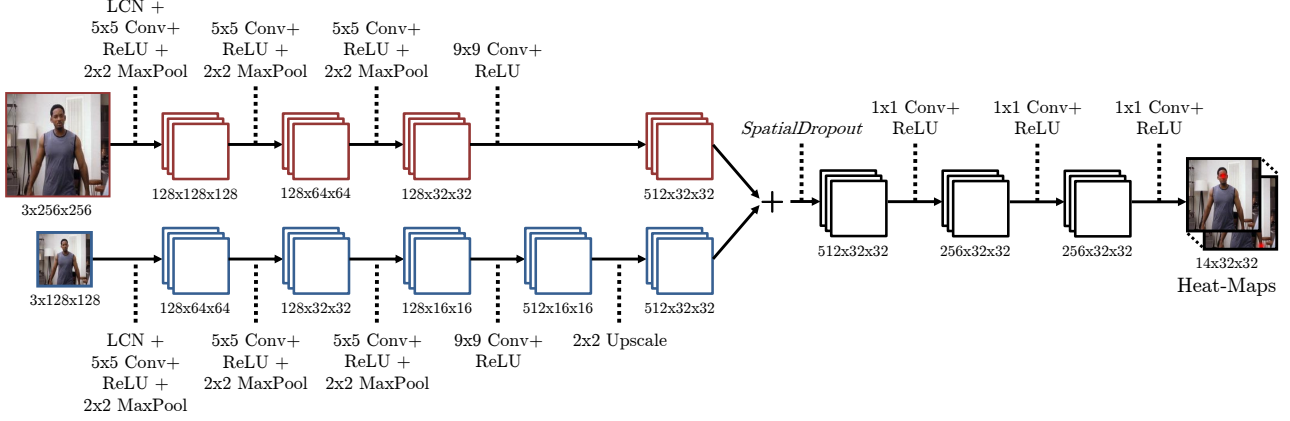 LCN +
5x5 Conv+
ReLU +
2x2 MaxPool
5x5 Conv+
ReLU +
2x2 MaxPool
5x5 Conv+
ReLU +
2x2 MaxPool
9x9 Conv+
ReLU
3x256x256
128x128x128
128x64x64
128x32x32
512x32x32
3x128x128
128x64x64
128x32x32
128x16x16
512x16x16
512x32x32
LCN +
5x5 Conv+
ReLU +
2x2 MaxPool
5x5 Conv+
ReLU +
2x2 MaxPool
5x5 Conv+
ReLU +
2x2 MaxPool
9x9 Conv+
ReLU
2x2 Upscale
+
SpatialDropout
1x1 Conv+
ReLU
1x1 Conv+
ReLU
1x1 Conv+
ReLU
512x32x32
256x32x32
256x32x32
14x32x32
Heat-Maps